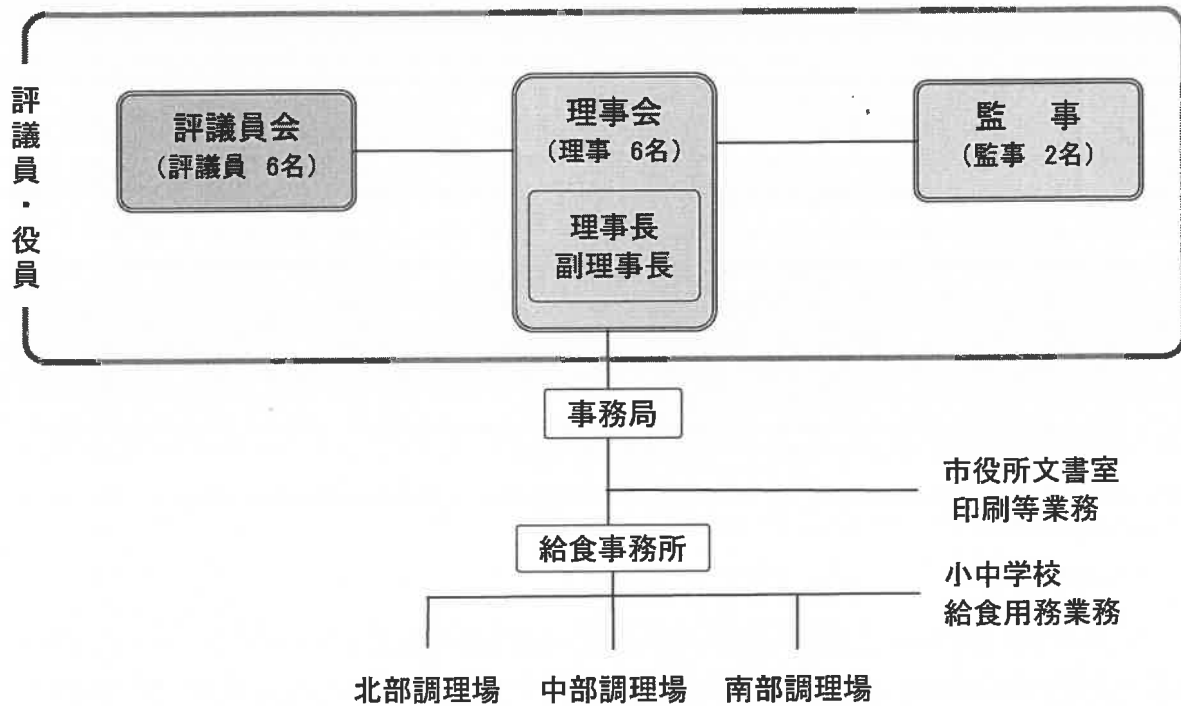 評議員・役員
評議員会
(評議員 6名)
理事会
(理事 6名)
理事長
副理事長
監 事
(監事 2名)
事務局
市役所文書室
印刷等業務
給食事務所
小中学校
給食用務業務
北部調理場
中部調理場
南部調理場